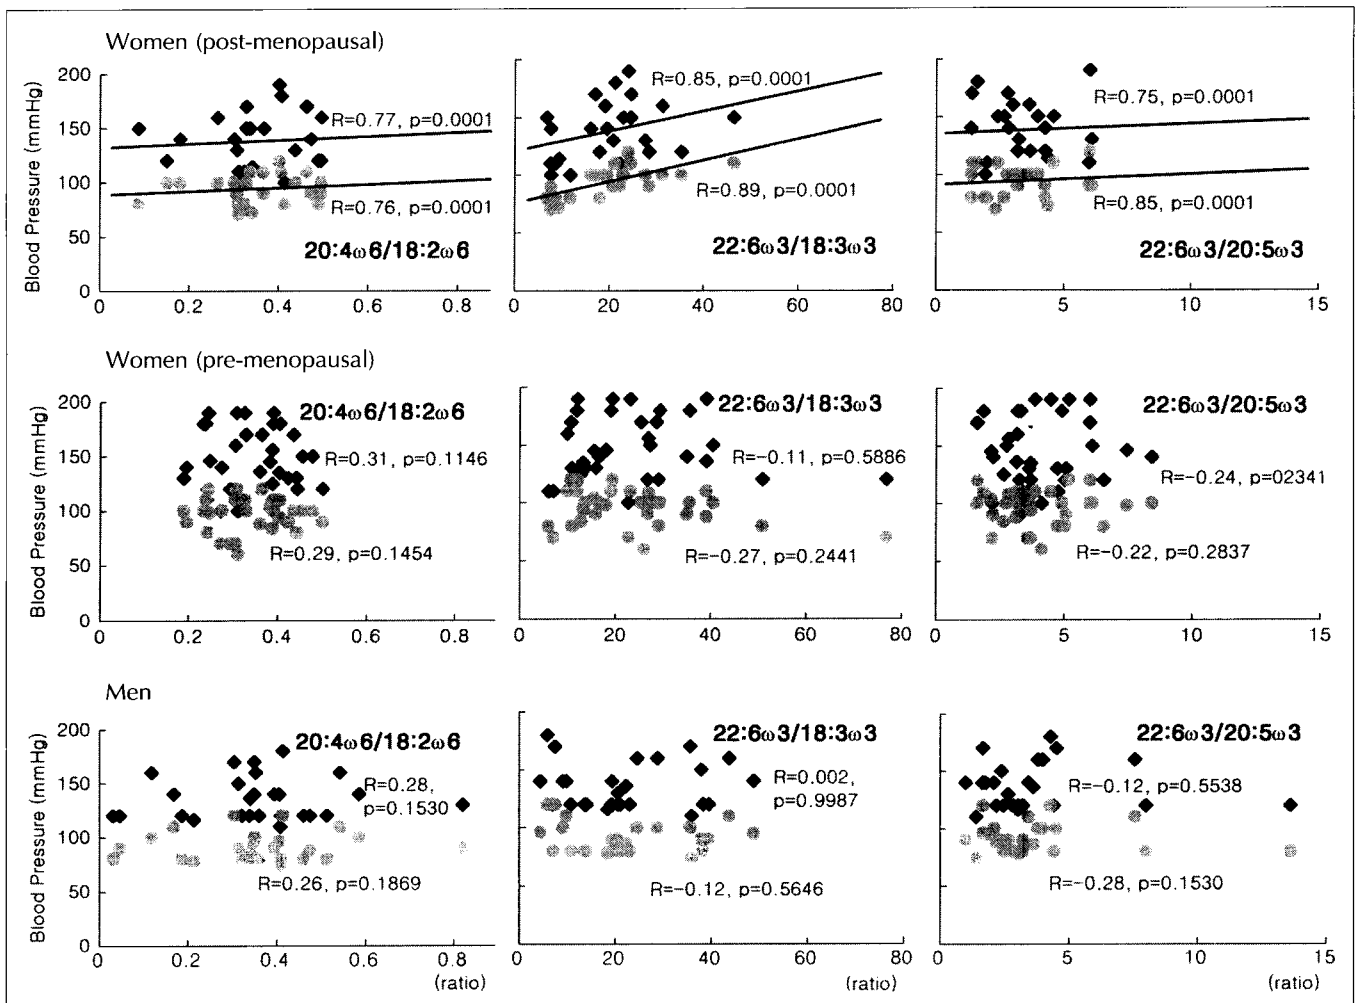 Women (post-menopausal)
Blood Pressure (mmHg)
200
150
100
50
0
R=0.77, p=0.0001
R=0.76, p=0.0001
20:4ω6/18:2ω6
0 0.2 0.4 0.6 0.8
R=0.85, p=0.0001
R=0.89, p=0.0001
22:6ω3/18:3ω3
0 20 40 60 80
R=0.75, p=0.0001
R=0.85, p=0.0001
22:6ω3/20:5ω3
0 5 10 15
Women (pre-menopausal)
Blood Pressure (mmHg)
200
150
100
50
0
20:4ω6/18:2ω6
R=0.31, p=0.1146
R=0.29, p=0.1454
0 0.2 0.4 0.6 0.8
22:6ω3/18:3ω3
R=−0.11, p=0.5886
R=−0.27, p=0.2441
0 20 40 60 80
22:6ω3/20:5ω3
R=−0.24, p=02341
R=−0.22, p=0.2837
0 5 10 15
Men
Blood Pressure (mmHg)
200
150
100
50
0
20:4ω6/18:2ω6
R=0.28,
p=0.1530
R=0.26, p=0.1869
0 0.2 0.4 0.6 0.8
(ratio)
22:6ω3/18:3ω3
R=0.002,
p=0.9987
R=−0.12, p=0.5646
0 20 40 60 80
(ratio)
22:6ω3/20:5ω3
R=−0.12, p=0.5538
R=−0.28, p=0.1530
0 5 10 15
(ratio)